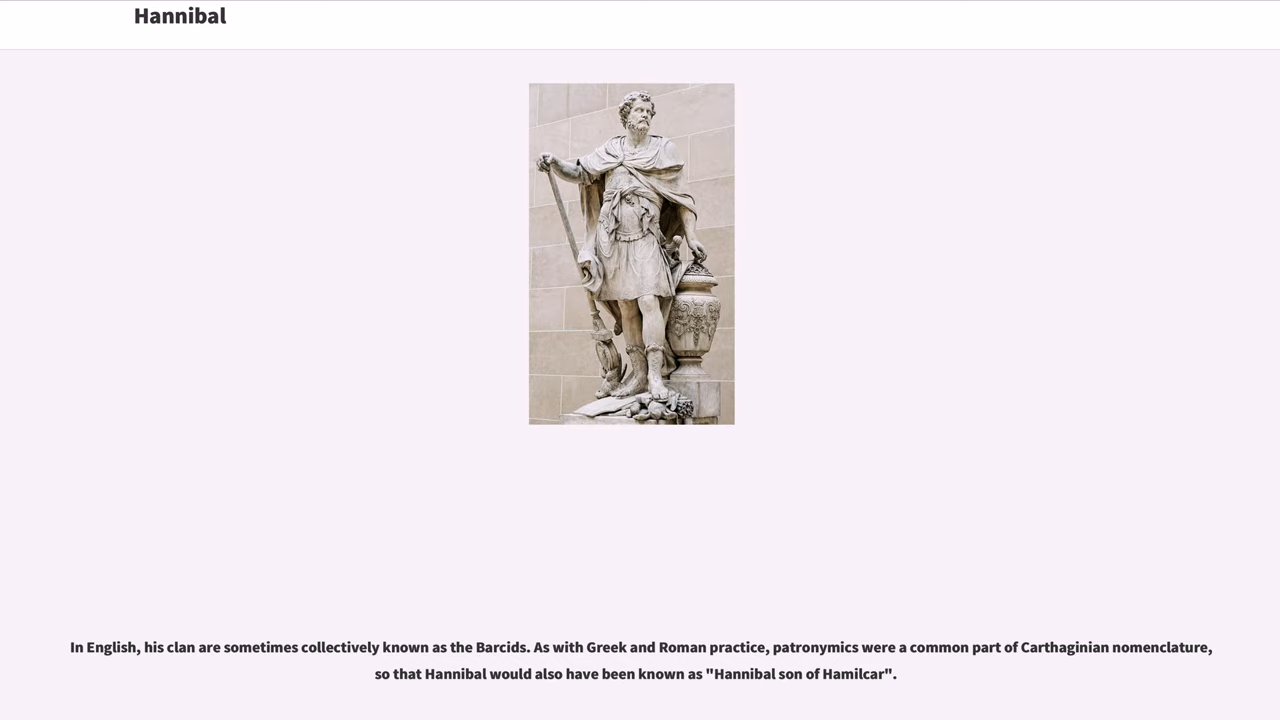 Hannibal
In English, his clan are sometimes collectively known as the Barcids. As with Greek and Roman practice, patronymics were a common part of Carthaginian nomenclature,
so that Hannibal would also have been known as "Hannibal son of Hamilcar".